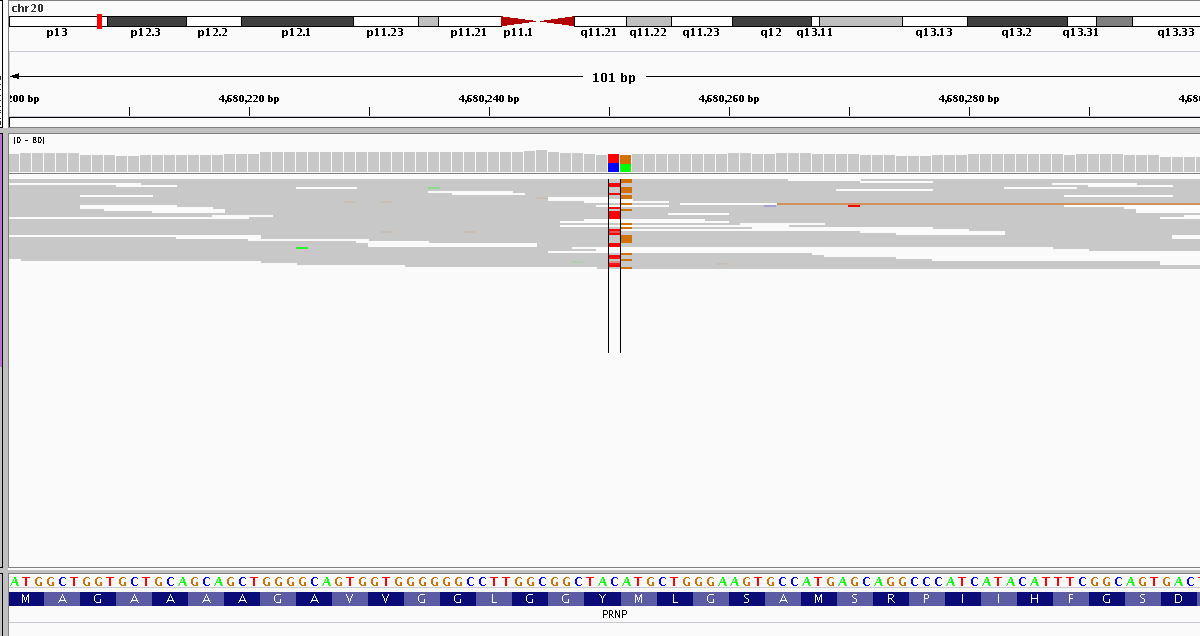 chr20
p13 p12.3 p12.2 p12.1 p11.23 p11.21 p11.1 q11.21 q11.22 q11.23 q12 q13.11 q13.13 q13.2 q13.31 q13.33
101 bp
200 bp 4,680,220 bp 4,680,240 bp 4,680,260 bp 4,680,280 bp 4,680
[0 - 80]
ATGGCTGGTGCTGCAGCAGCTGGGGCAGTGGTGGGGGGCCTTGGCGGCTACATGCTGGGAAGTGCCATGAGCAGGCCCATCATACATTTCGGCAGTGAC
M A G A A A A G A V V G G L G G Y M L G S A M S R P I I H F G S D
PRNP